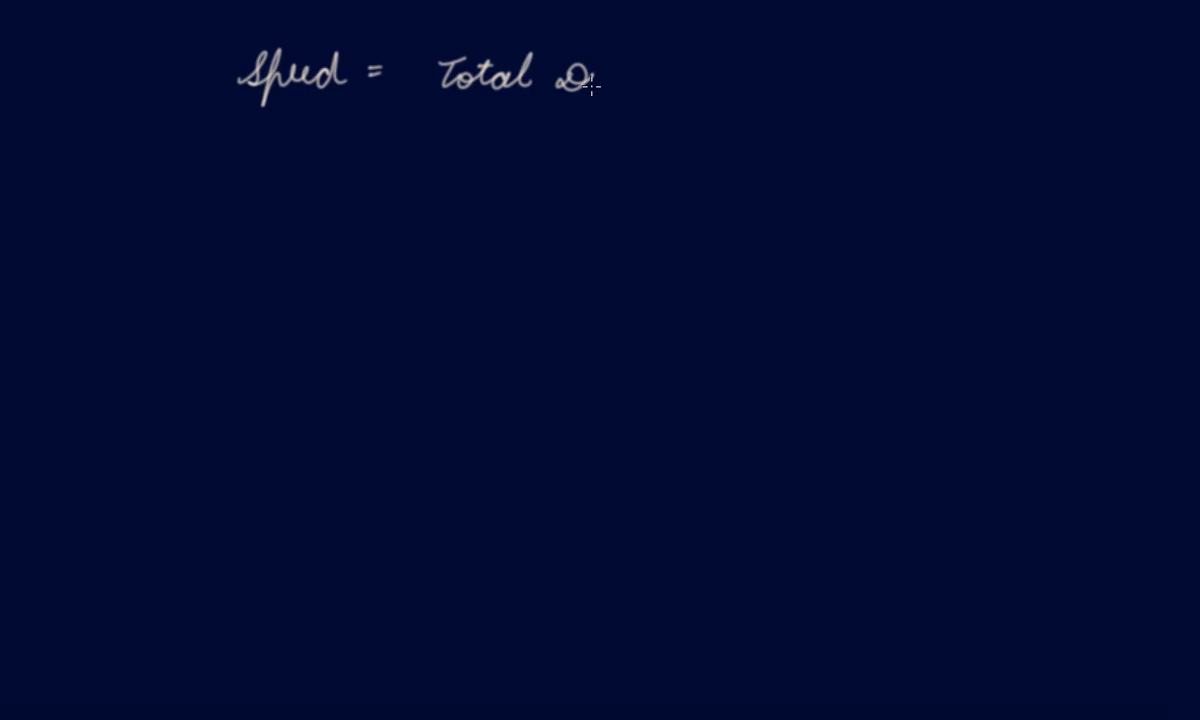 Speed = Total D